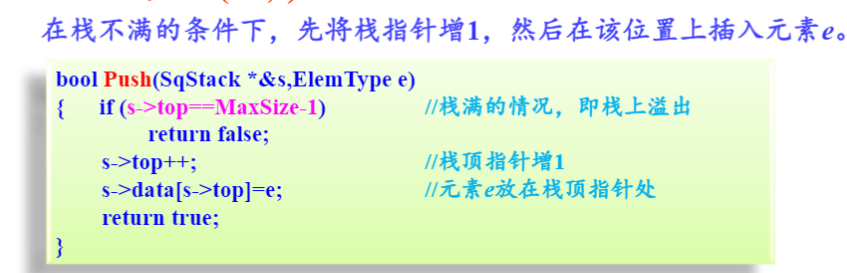 在栈不满的条件下，先将栈指针增1，然后在该位置上插入元素e。
bool Push(SqStack *&s,ElemType e)
{ if (s->top==MaxSize-1) //栈满的情况，即栈上溢出
return false;
s->top++; //栈顶指针增1
s->data[s->top]=e; //元素e放在栈顶指针处
return true;
}